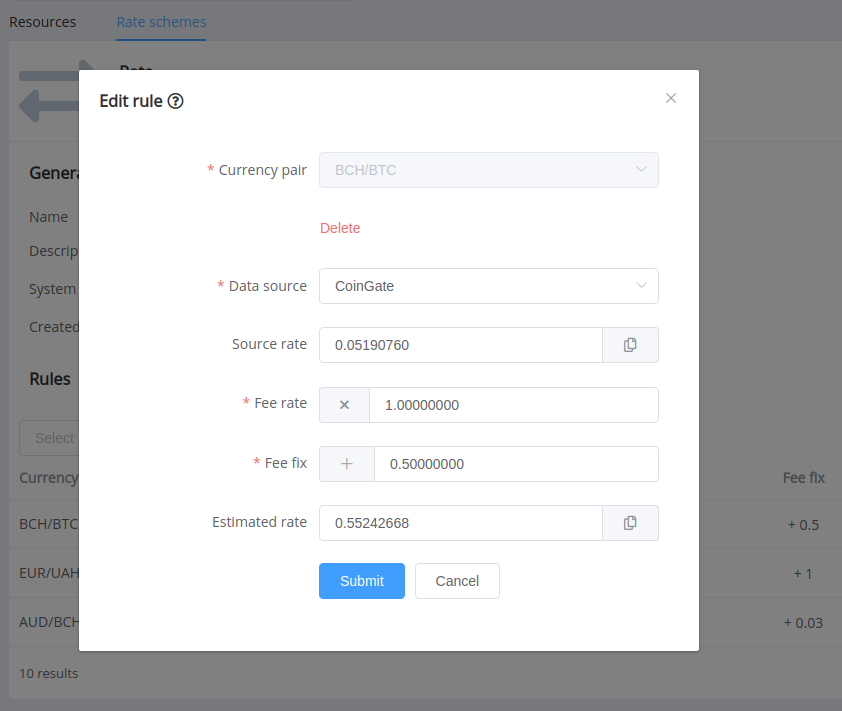 Resources
Rate schemes
Rate
Edit rule
* Currency pair
BCH/BTC
Delete
* Data source
CoinGate
Source rate
0.05190760
* Fee rate
× 1.00000000
* Fee fix
+ 0.50000000
Estimated rate
0.55242668
Submit
Cancel
Genera
Name
Descrip
System
Created
Rules
Select
Currency
Fee fix
BCH/BTC
+ 0.5
EUR/UAH
+ 1
AUD/BCH
+ 0.03
10 results